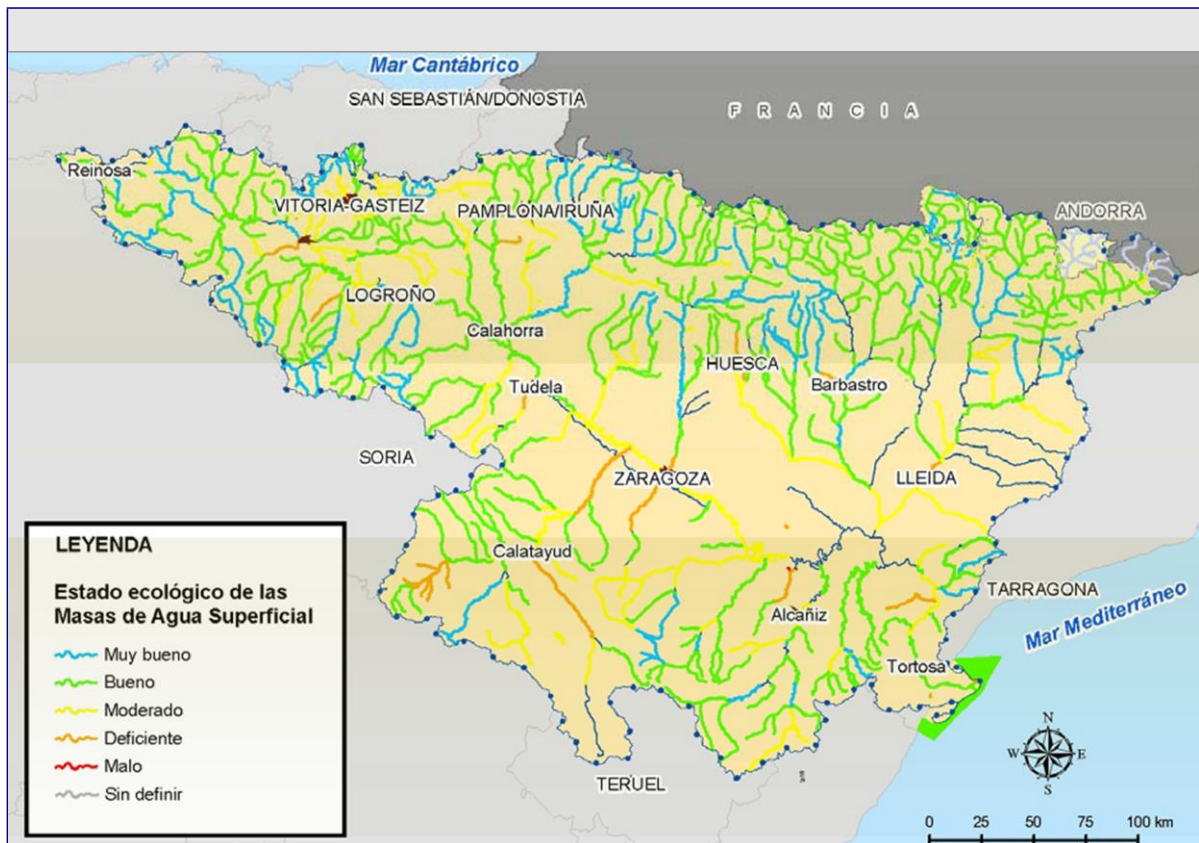 Mar Cantábrico
SAN SEBASTIÁN/DONOSTIA
FRANCIA
Reinosa
VITORIA-GASTEIZ
PAMPLONA/IRUÑA
ANDORRA
LOGROÑO
Calahorra
HUESCA
Tudela
Barbastro
SORIA
ZARAGOZA
LLEIDA
Calatayud
TARRAGONA
Alcañiz
Mar Mediterráneo
Tortosa
TERUEL
LEYENDA
Estado ecológico de las
Masas de Agua Superficial
Muy bueno
Bueno
Moderado
Deficiente
Malo
Sin definir
N
W E
S
0 25 50 75 100 km